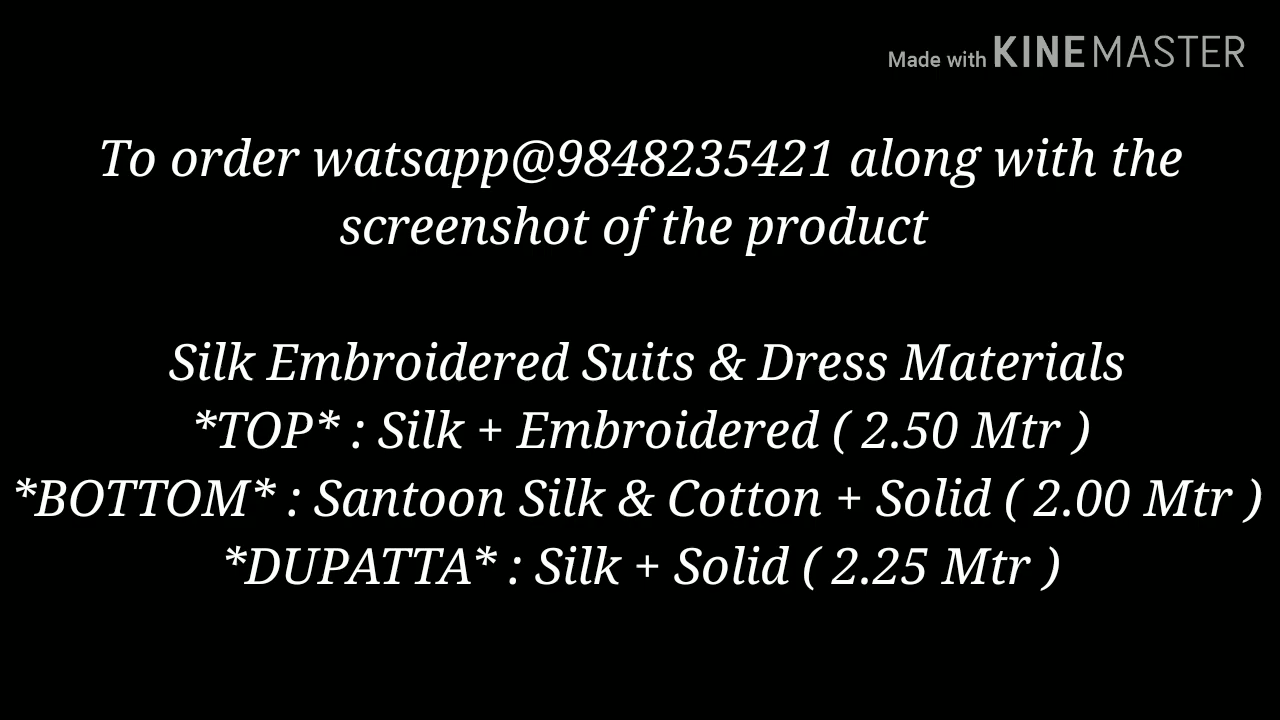 Made with KINEMASTER
To order watsapp@9848235421 along with the
screenshot of the product
Silk Embroidered Suits & Dress Materials
*TOP* : Silk + Embroidered ( 2.50 Mtr )
*BOTTOM* : Santoon Silk & Cotton + Solid ( 2.00 Mtr )
*DUPATTA* : Silk + Solid ( 2.25 Mtr )